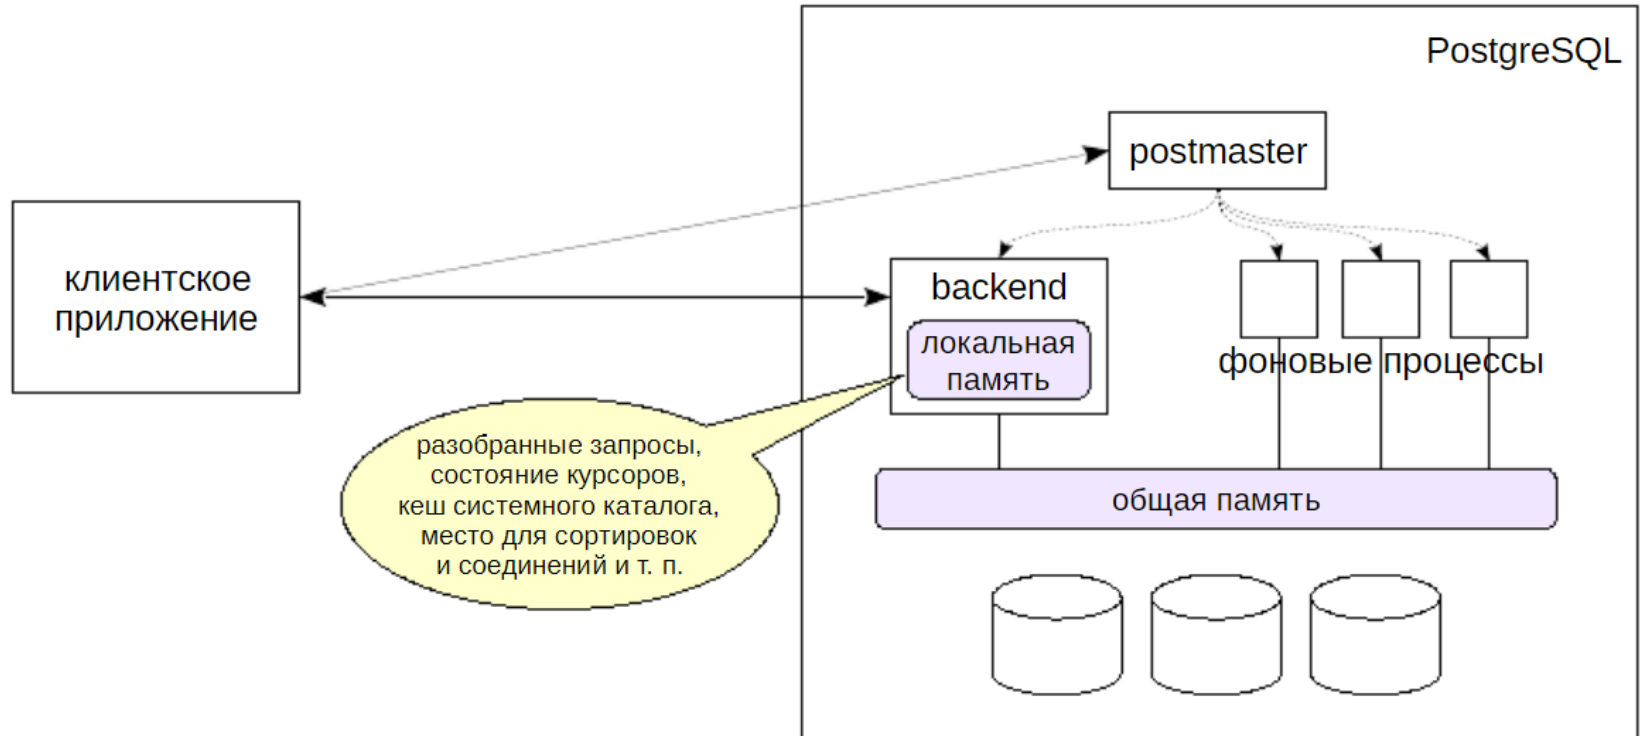 PostgreSQL
postmaster
клиентское
приложение
backend
локальная
память
фоновые процессы
разобранные запросы,
состояние курсоров,
кеш системного каталога,
место для сортировок
и соединений и т. п.
общая память